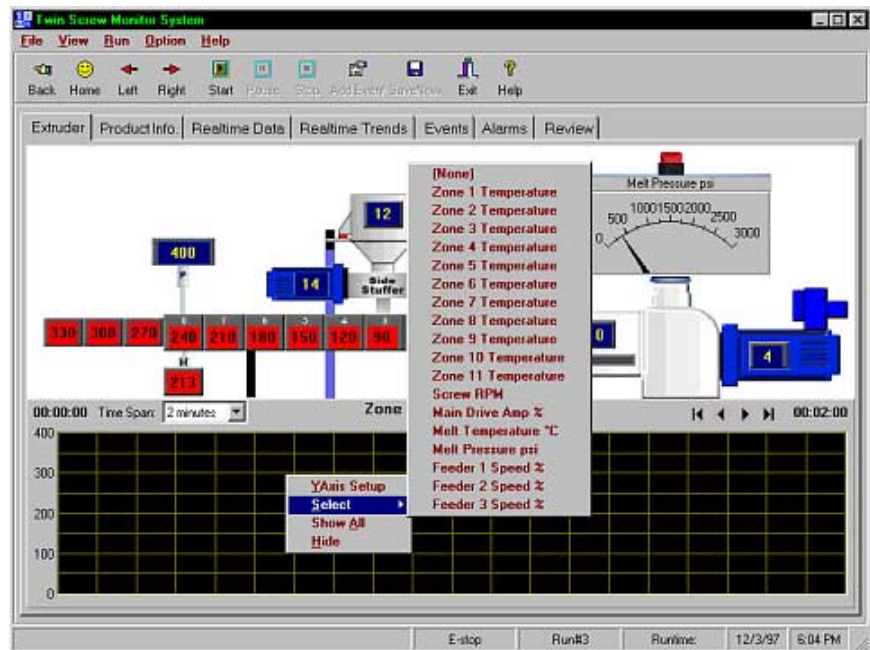 Twin Screw Monitor System
File View Run Option Help
Back Home Left Right Start Pause Stop Add Event SaveNow Exit Help
Extruder Product Info. Realtime Data Realtime Trends Events Alarms Review
(None)
Zone 1 Temperature
Zone 2 Temperature
Zone 3 Temperature
Zone 4 Temperature
Zone 5 Temperature
Zone 6 Temperature
Zone 7 Temperature
Zone 8 Temperature
Zone 9 Temperature
Zone 10 Temperature
Zone 11 Temperature
Screw RPM
Main Drive Amp %
Melt Temperature °C
Melt Pressure psi
Feeder 1 Speed %
Feeder 2 Speed %
Feeder 3 Speed %
Melt Pressure psi
0 500 1000 1500 2000 2500 3000
12
400
P
14
Side
Stuffer
330 300 270 240 210 180 150 120 90
0
4
M
213
00:00:00 Time Span: 2 minutes Zone 00:02:00
400
300
200
100
0
YAxis Setup
Select
Show All
Hide
E-stop Run#3 Runtime: 12/3/97 6:04 PM